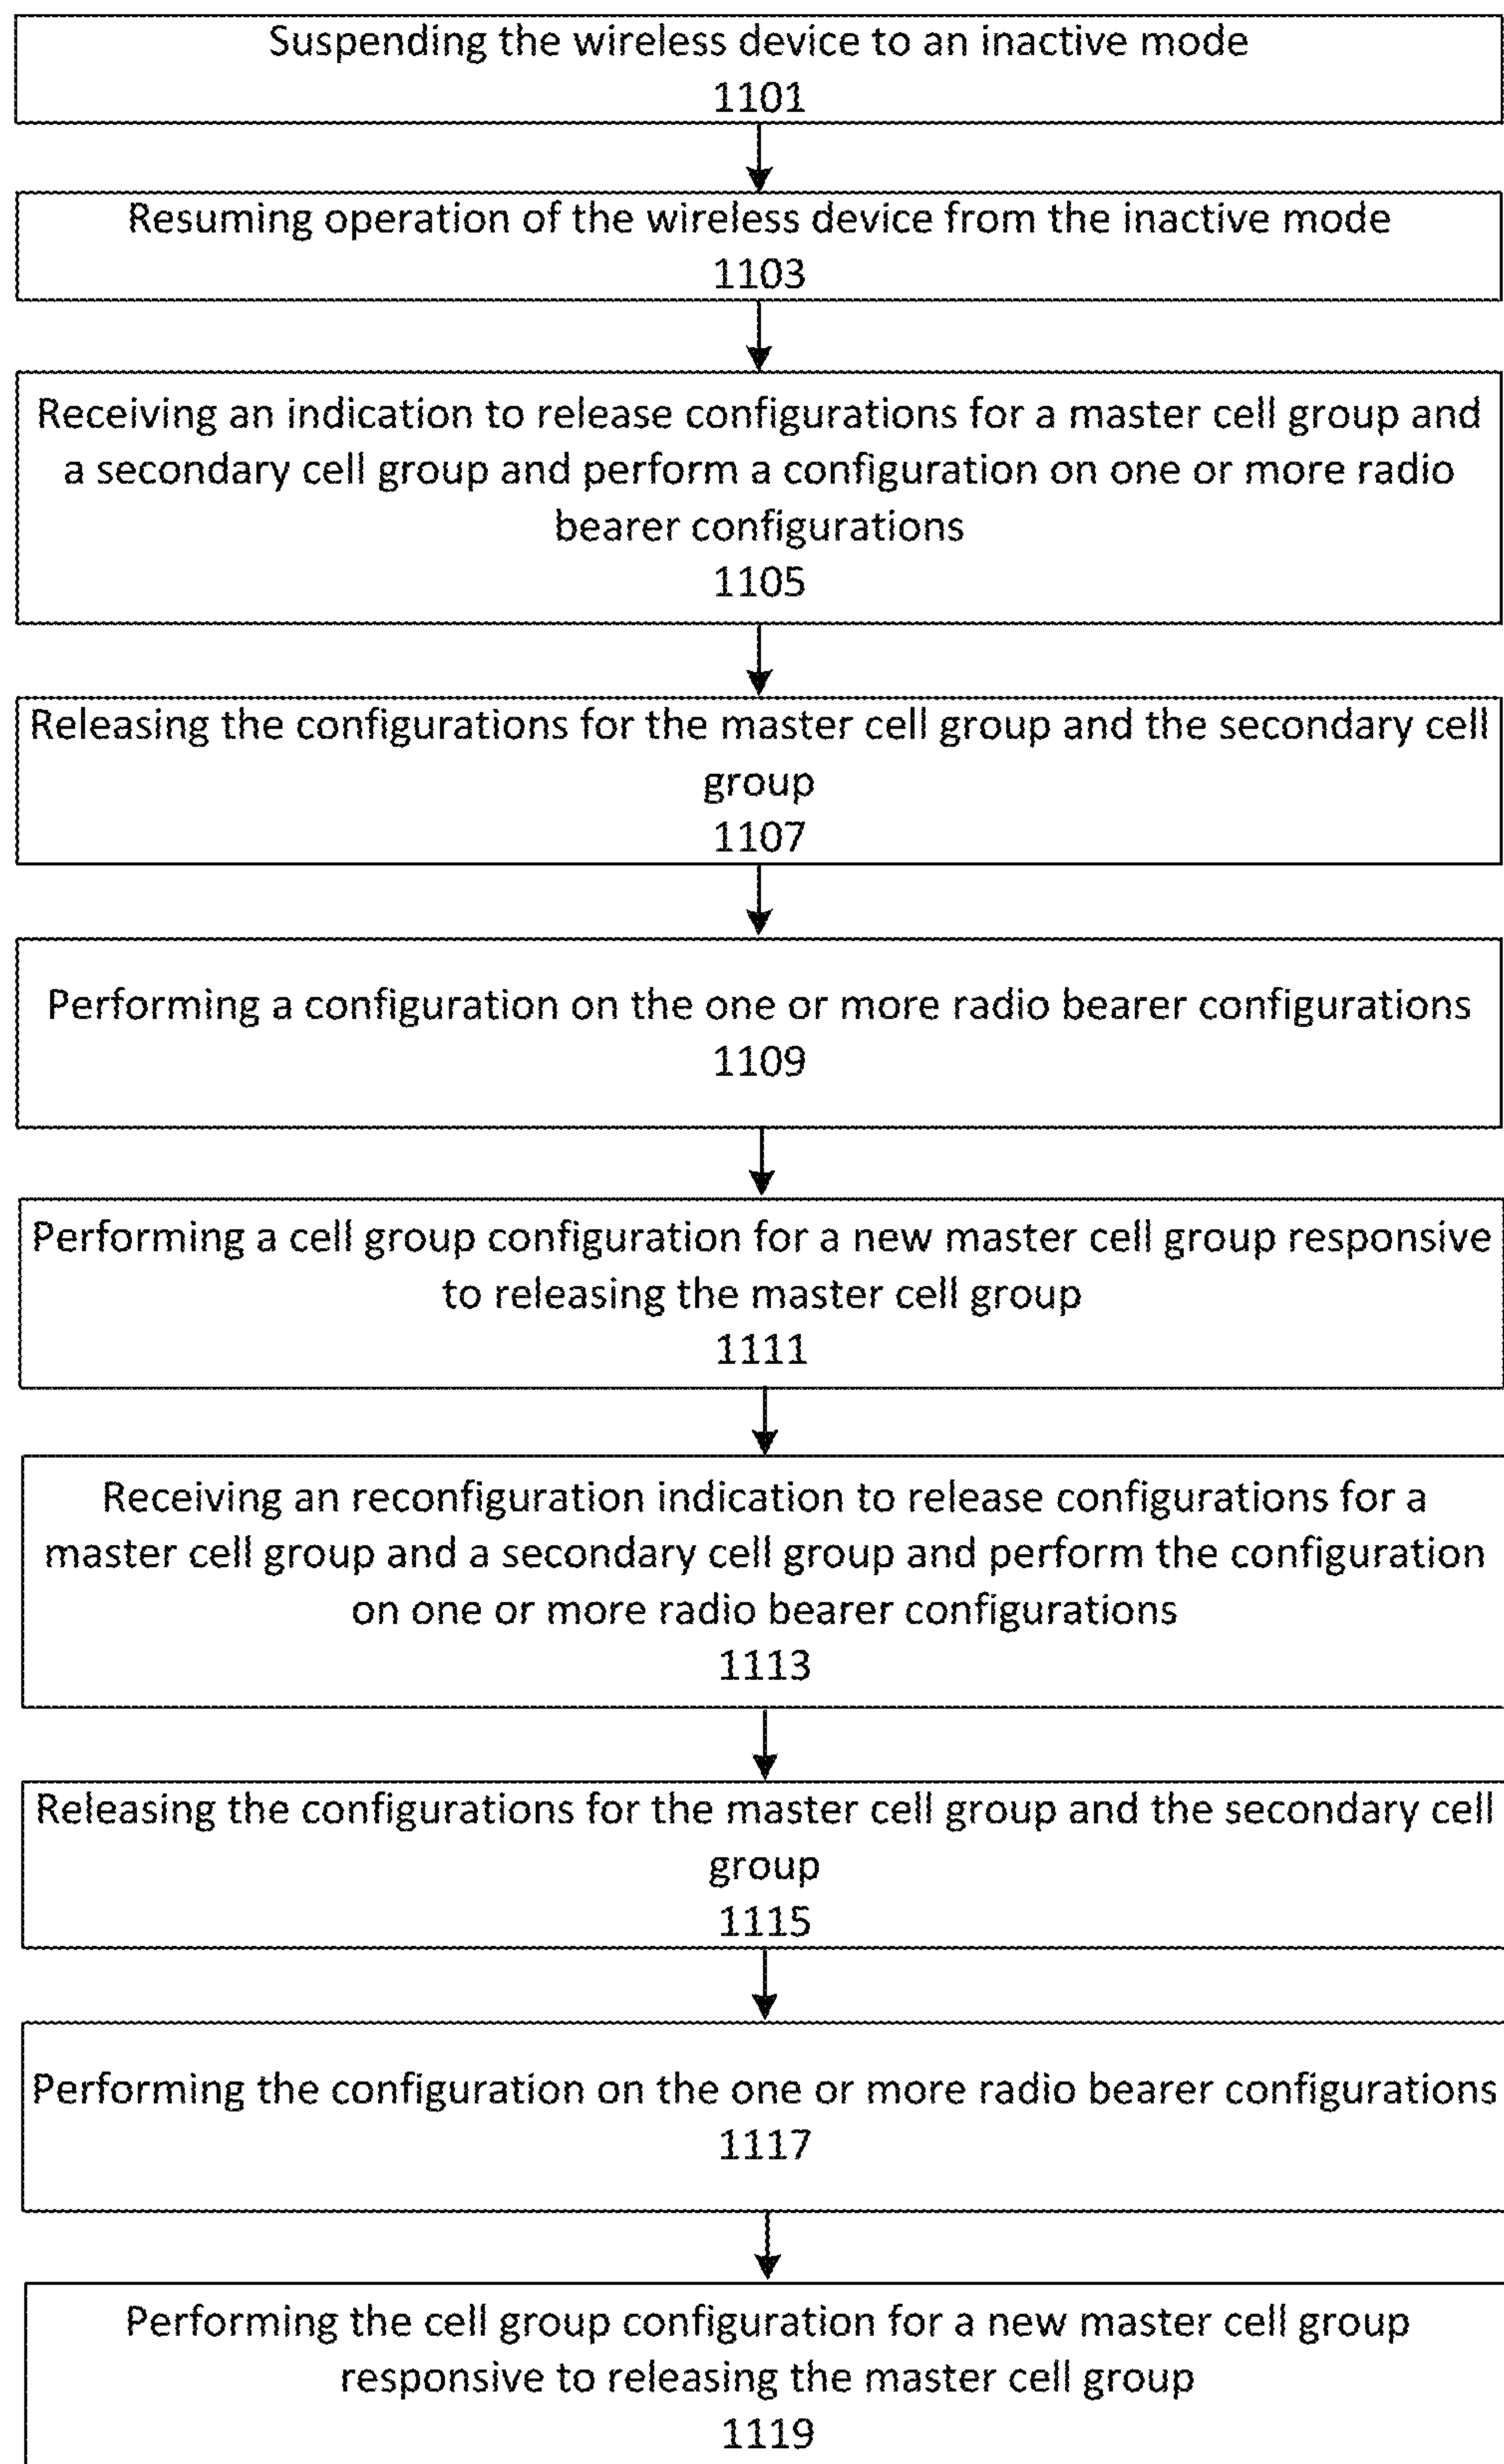 Suspending the wireless device to an inactive mode
1101
Resuming operation of the wireless device from the inactive mode
1103
Receiving an indication to release configurations for a master cell group and
a secondary cell group and perform a configuration on one or more radio
bearer configurations
1105
Releasing the configurations for the master cell group and the secondary cell
group
1107
Performing a configuration on the one or more radio bearer configurations
1109
Performing a cell group configuration for a new master cell group responsive
to releasing the master cell group
1111
Receiving an reconfiguration indication to release configurations for a
master cell group and a secondary cell group and perform the configuration
on one or more radio bearer configurations
1113
Releasing the configurations for the master cell group and the secondary cell
group
1115
Performing the configuration on the one or more radio bearer configurations
1117
Performing the cell group configuration for a new master cell group
responsive to releasing the master cell group
1119